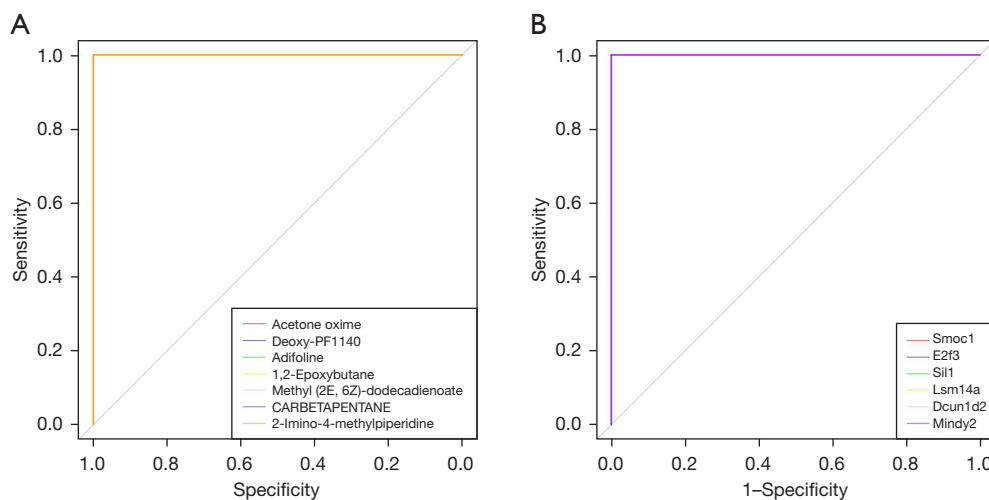 A
1.0
0.8
0.6
0.4
0.2
0.0
Sensitivity
Acetone oxime
Deoxy-PF1140
Adifoline
1,2-Epoxybutane
Methyl (2E, 6Z)-dodecadienoate
CARBETAPENTANE
2-Imino-4-methylpiperidine
1.0 0.8 0.6 0.4 0.2 0.0
Specificity
B
1.0
0.8
0.6
0.4
0.2
0.0
Sensitivity
Smoc1
E2f3
Sil1
Lsm14a
Dcun1d2
Mindy2
0.0 0.2 0.4 0.6 0.8 1.0
1–Specificity